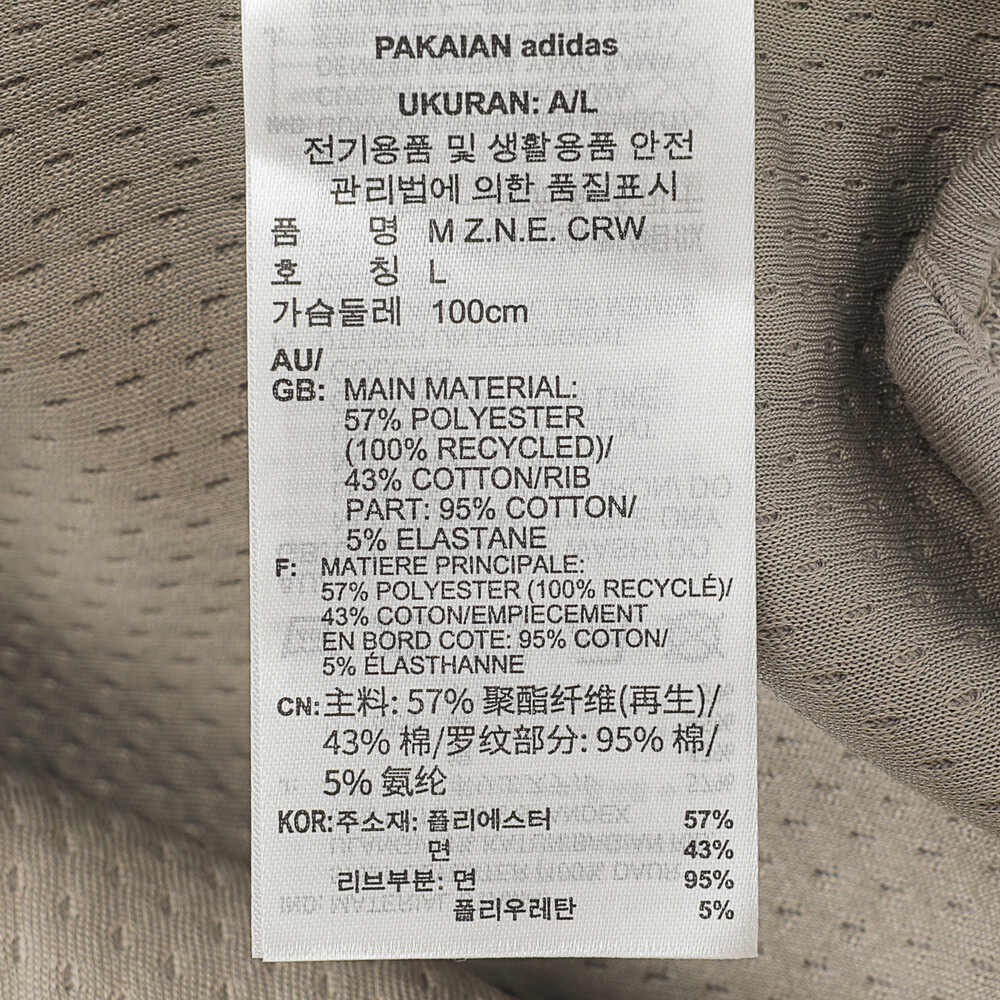 PAKAIAN adidas
UKURAN: A/L
전기용품 및 생활용품 안전
관리법에 의한 품질표시
품 명 M Z.N.E. CRW
호 칭 L
가슴둘레 100cm
AU/
GB: MAIN MATERIAL:
57% POLYESTER
(100% RECYCLED)/
43% COTTON/RIB
PART: 95% COTTON/
5% ELASTANE
F: MATIERE PRINCIPALE:
57% POLYESTER (100% RECYCLÉ)/
43% COTON/EMPIECEMENT
EN BORD COTE: 95% COTON/
5% ÉLASTHANNE
CN: 主料: 57% 聚酯纤维(再生)/
43% 棉/罗纹部分: 95% 棉/
5% 氨纶
KOR: 주소재: 폴리에스터 57%
면 43%
리브부분: 면 95%
폴리우레탄 5%